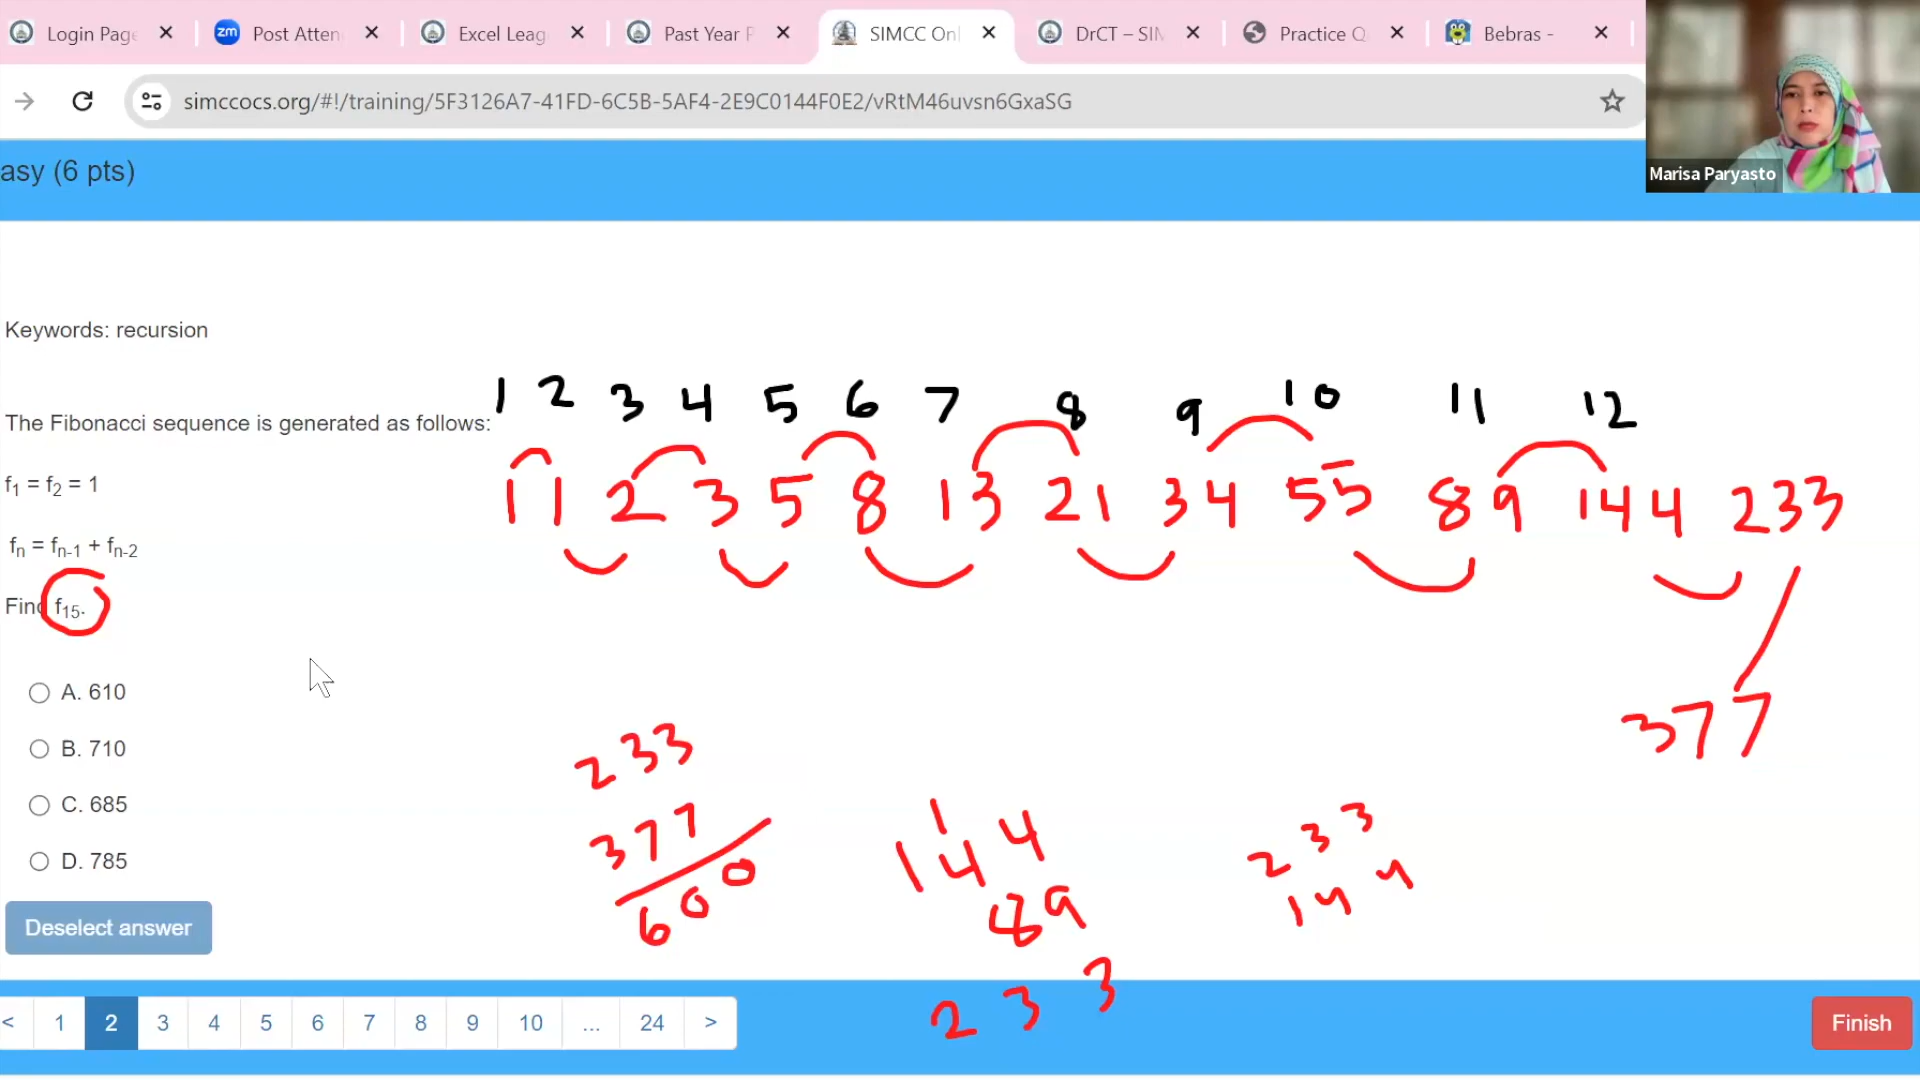 Login Page
Post Atten
Excel Leag
Past Year P
SIMCC Onl
DrCT – SIM
Practice Q
Bebras -
simccocs.org/#!/training/5F3126A7-41FD-6C5B-5AF4-2E9C0144F0E2/vRtM46uvsn6GxaSG
Marisa Paryasto
asy (6 pts)
Keywords: recursion
1 2 3 4 5 6 7 8 9 10 11 12
The Fibonacci sequence is generated as follows:
f1 = f2 = 1
1 1 2 3 5 8 13 21 34 55 89 144 233
fn = fn-1 + fn-2
Find f15.
377
A. 610
B. 710
C. 685
D. 785
233
377
600
1
144
89
233
233
144
Deselect answer
< 1 2 3 4 5 6 7 8 9 10 ... 24 >
Finish